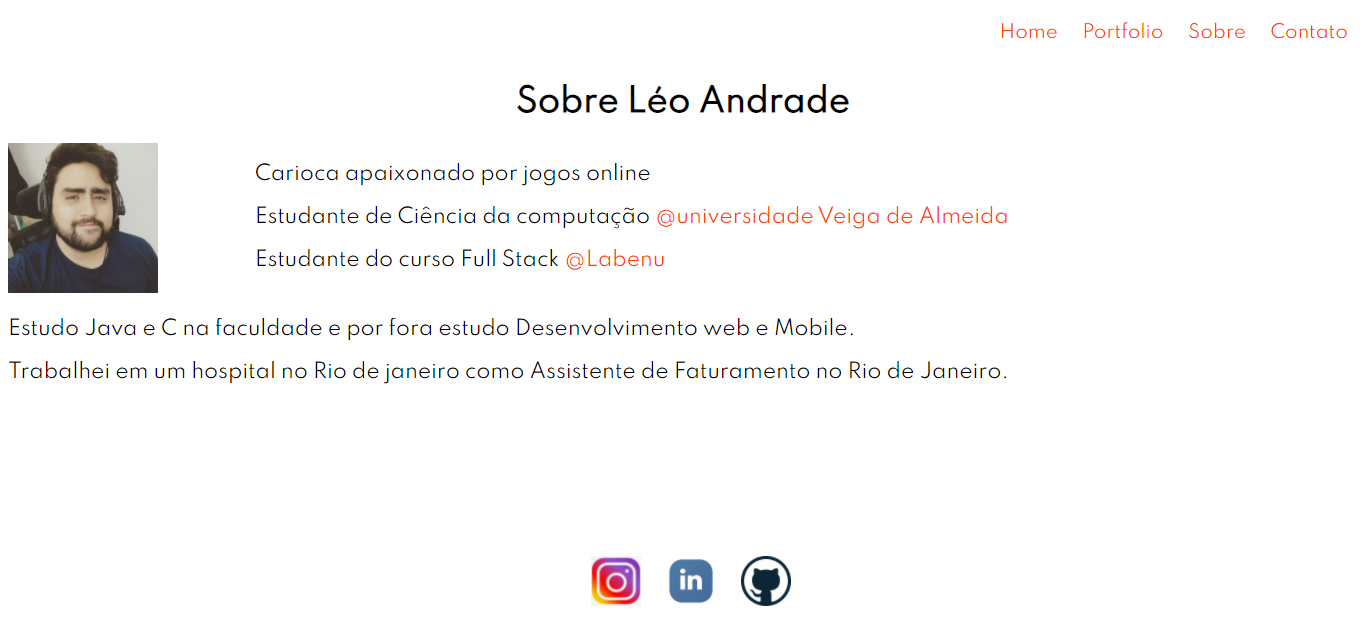 Home Portfolio Sobre Contato
Sobre Léo Andrade
Carioca apaixonado por jogos online
Estudante de Ciência da computação @universidade Veiga de Almeida
Estudante do curso Full Stack @Labenu
Estudo Java e C na faculdade e por fora estudo Desenvolvimento web e Mobile.
Trabalhei em um hospital no Rio de janeiro como Assistente de Faturamento no Rio de Janeiro.
in